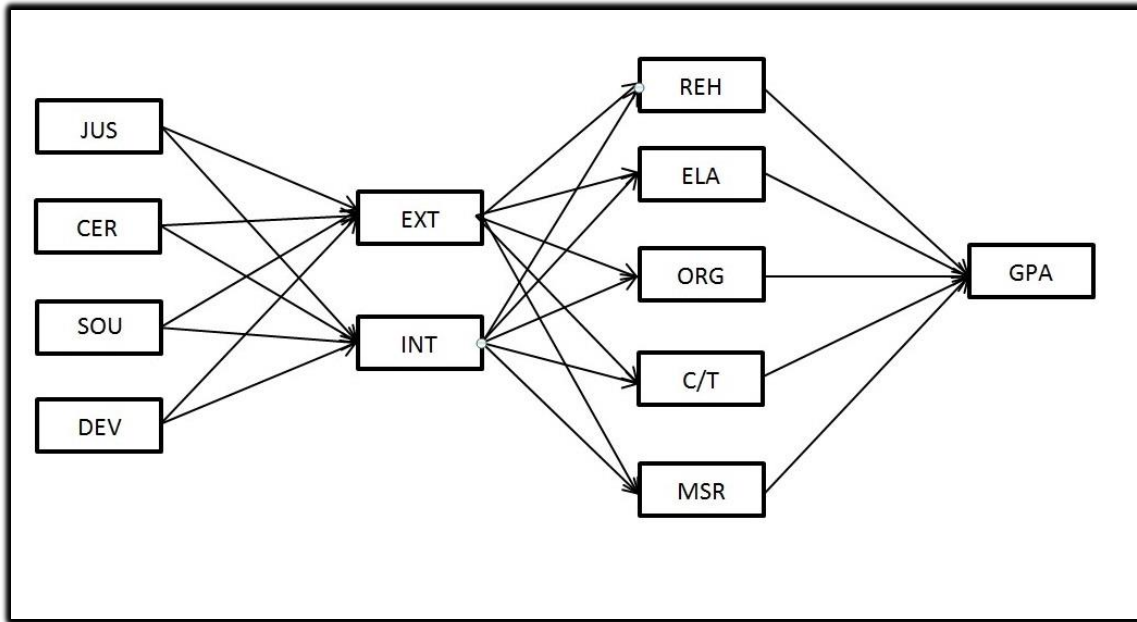 JUS
CER
SOU
DEV
EXT
INT
REH
ELA
ORG
C/T
MSR
GPA